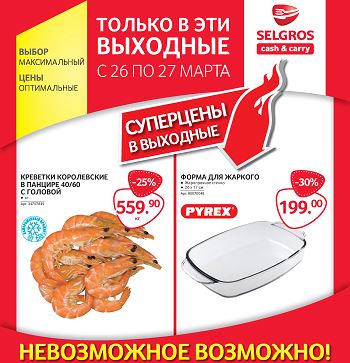 ТОЛЬКО В ЭТИ
ВЫХОДНЫЕ
С 26 ПО 27 МАРТА
SELGROS
cash & carry
ВЫБОР
МАКСИМАЛЬНЫЙ
ЦЕНЫ
ОПТИМАЛЬНЫЕ
СУПЕРЦЕНЫ
В ВЫХОДНЫЕ
КРЕВЕТКИ КОРОЛЕВСКИЕ
В ПАНЦИРЕ 40/60
С ГОЛОВОЙ
-25%
559.90
кг
ФОРМА ДЛЯ ЖАРКОГО
-30%
199.00
PYREX
НЕВОЗМОЖНОЕ ВОЗМОЖНО!